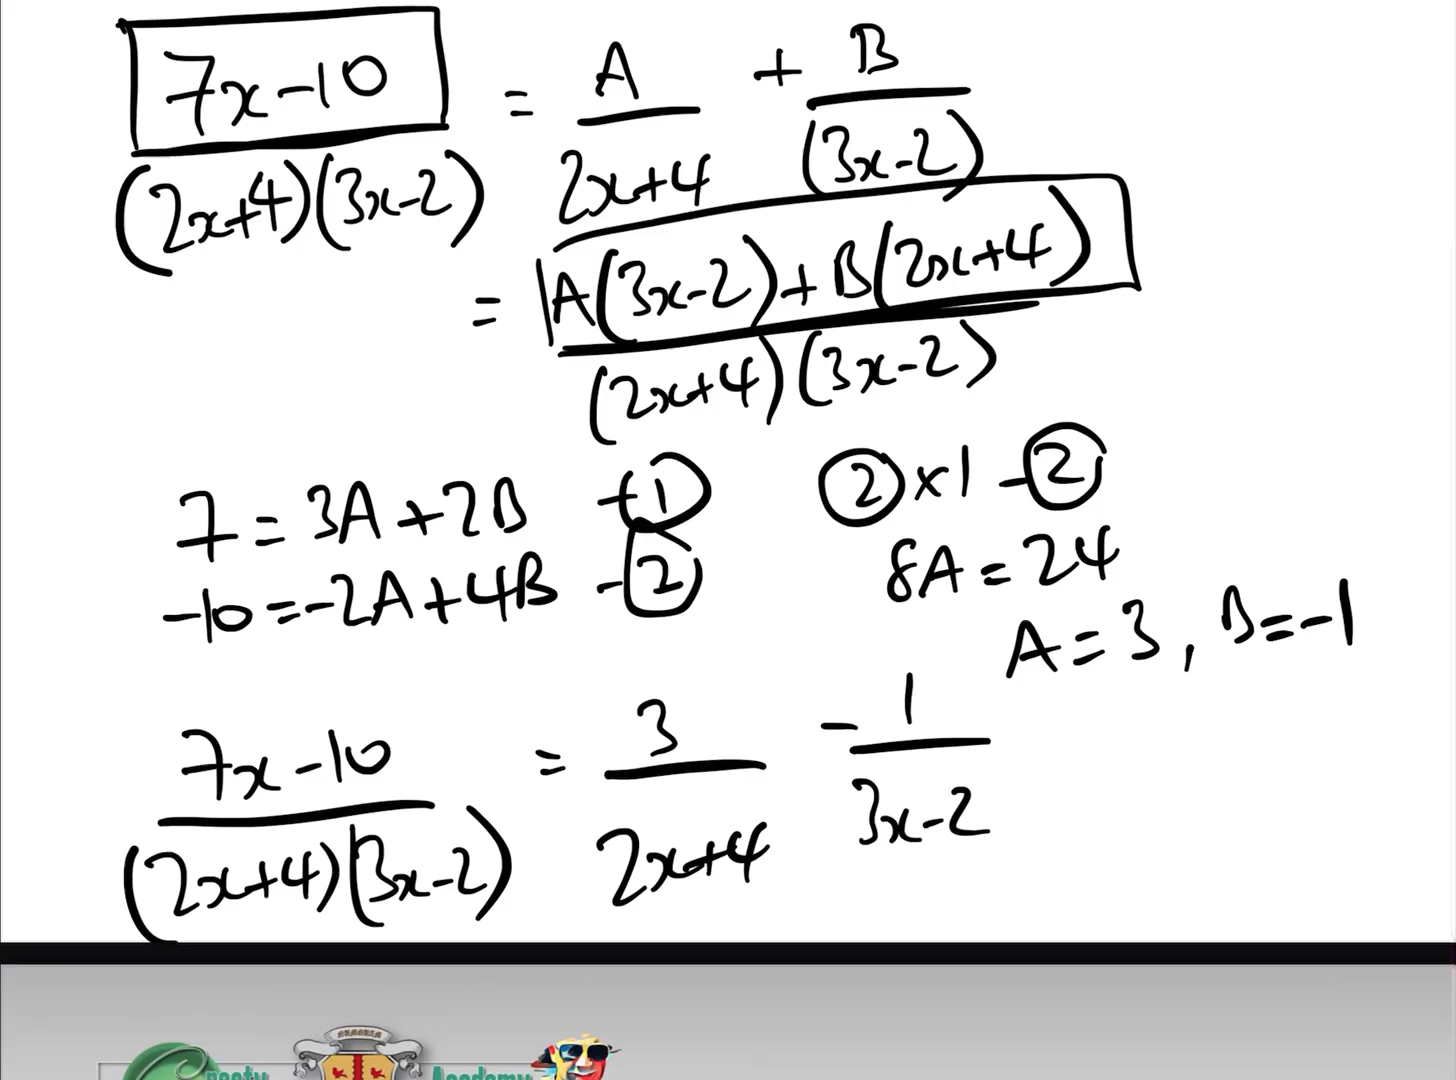 7x-10 / (2x+4)(3x-2) = A / 2x+4 + B / (3x-2)
= A(3x-2)+B(2x+4) / (2x+4)(3x-2)
7=3A+2B -① ②x1-②
-10=-2A+4B -② 8A=24
A=3, B=-1
7x-10 / (2x+4)(3x-2) = 3 / 2x+4 - 1 / 3x-2
Academy